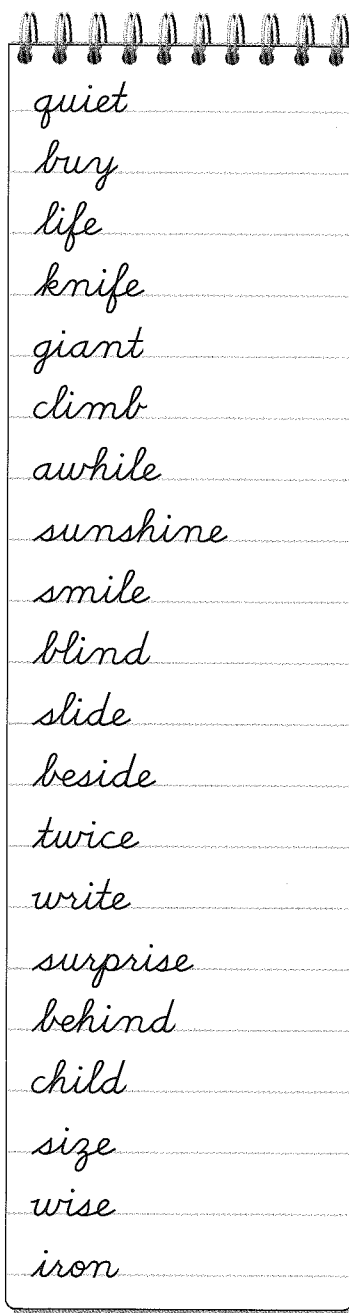 quiet
buy
life
knife
giant
climb
awhile
sunshine
smile
blind
slide
beside
twice
write
surprise
behind
child
size
wise
iron